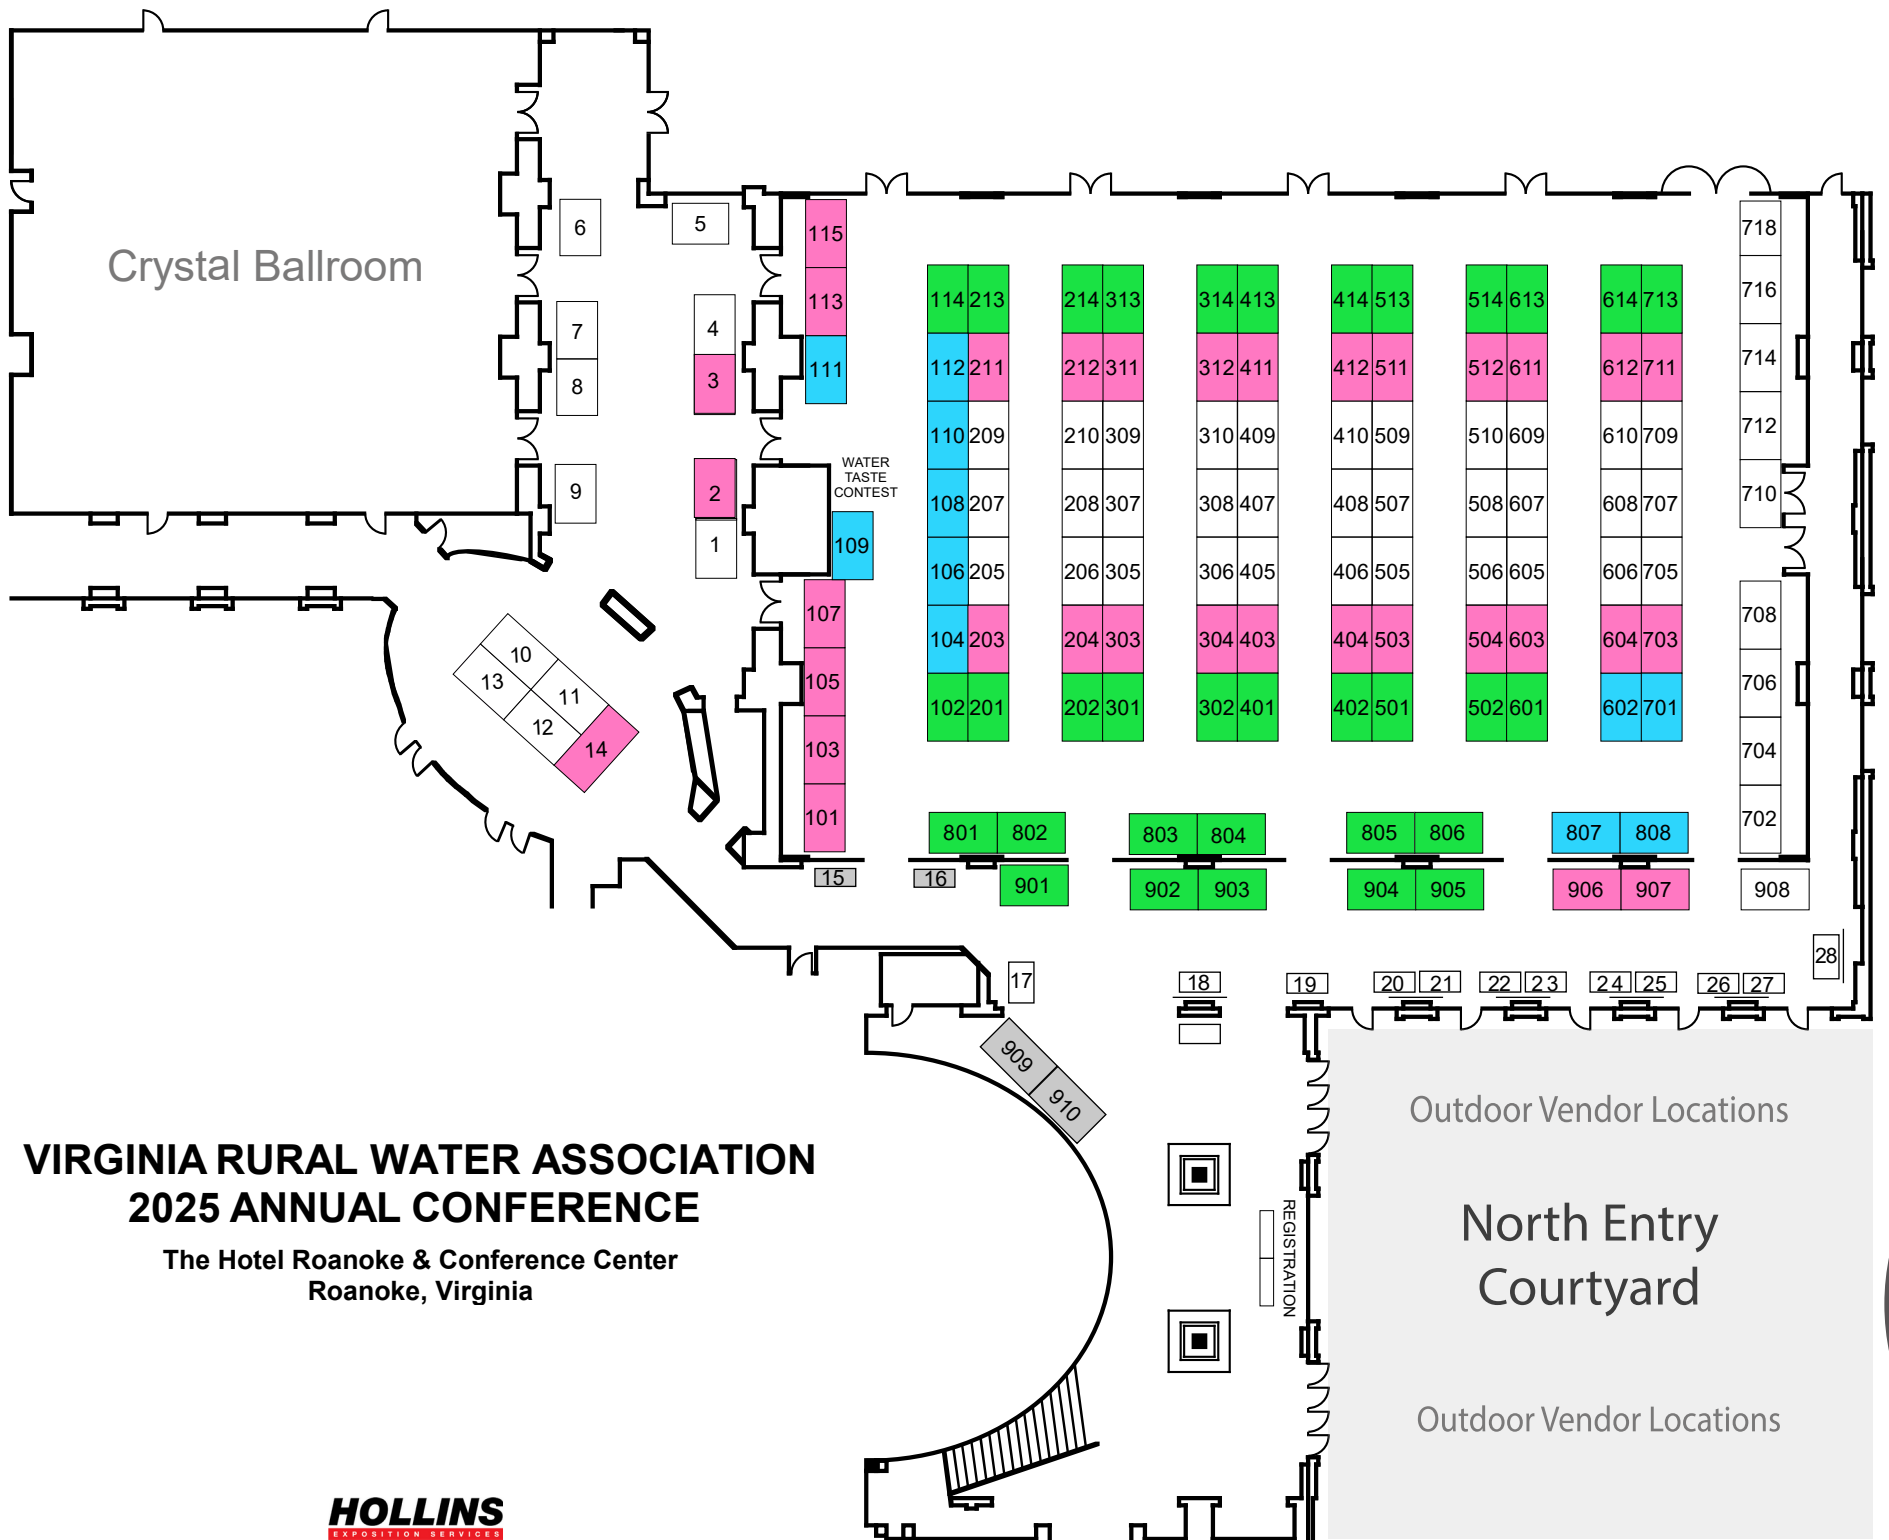 Crystal Ballroom
6
5
7
4
8
3
9
2
1
10
13
11
12
14
115
113
111
WATER
TASTE
CONTEST
109
107
105
103
101
114 213 214 313 314 413 414 513 514 613 614 713
112 211 212 311 312 411 412 511 512 611 612 711
110 209 210 309 310 409 410 509 510 609 610 709
108 207 208 307 308 407 408 507 508 607 608 707
106 205 206 305 306 405 406 505 506 605 606 705
104 203 204 303 304 403 404 503 504 603 604 703
102 201 202 301 302 401 402 501 502 601 602 701
718
716
714
712
710
708
706
704
702
801 802 803 804 805 806 807 808
15 16 901 902 903 904 905 906 907 908
28
17 18 19 20 21 22 23 24 25 26 27
909
910
REGISTRATION
Outdoor Vendor Locations
North Entry
Courtyard
Outdoor Vendor Locations
VIRGINIA RURAL WATER ASSOCIATION
2025 ANNUAL CONFERENCE
The Hotel Roanoke & Conference Center
Roanoke, Virginia
HOLLINS
EXPOSITION SERVICES